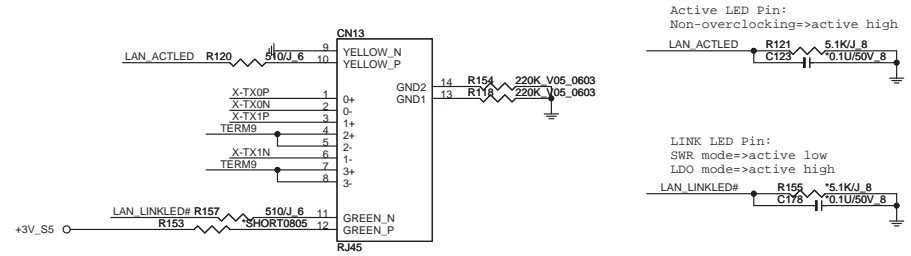 CN13
LAN_ACTLED R120 510/J_6
9 YELLOW_N
10 YELLOW_P
X-TX0P 1 0+
X-TX0N 2 0-
X-TX1P 3 1+
TERM9 4 2+
5 2-
X-TX1N 6 1-
TERM9 7 3+
8 3-
GND2 14 R154 220K_V05_0603
GND1 13 R118 220K_V05_0603
LAN_LINKLED# R157 510/J_6 11 GREEN_N
+3V_S5 R153 *SHORT0805 12 GREEN_P
RJ45
Active LED Pin:
Non-overclocking=>active high
LAN_ACTLED R121 5.1K/J_8
C123 *0.1U/50V_8
LINK LED Pin:
SWR mode=>active low
LDO mode=>active high
LAN_LINKLED# R155 *5.1K/J_8
C178 *0.1U/50V_8